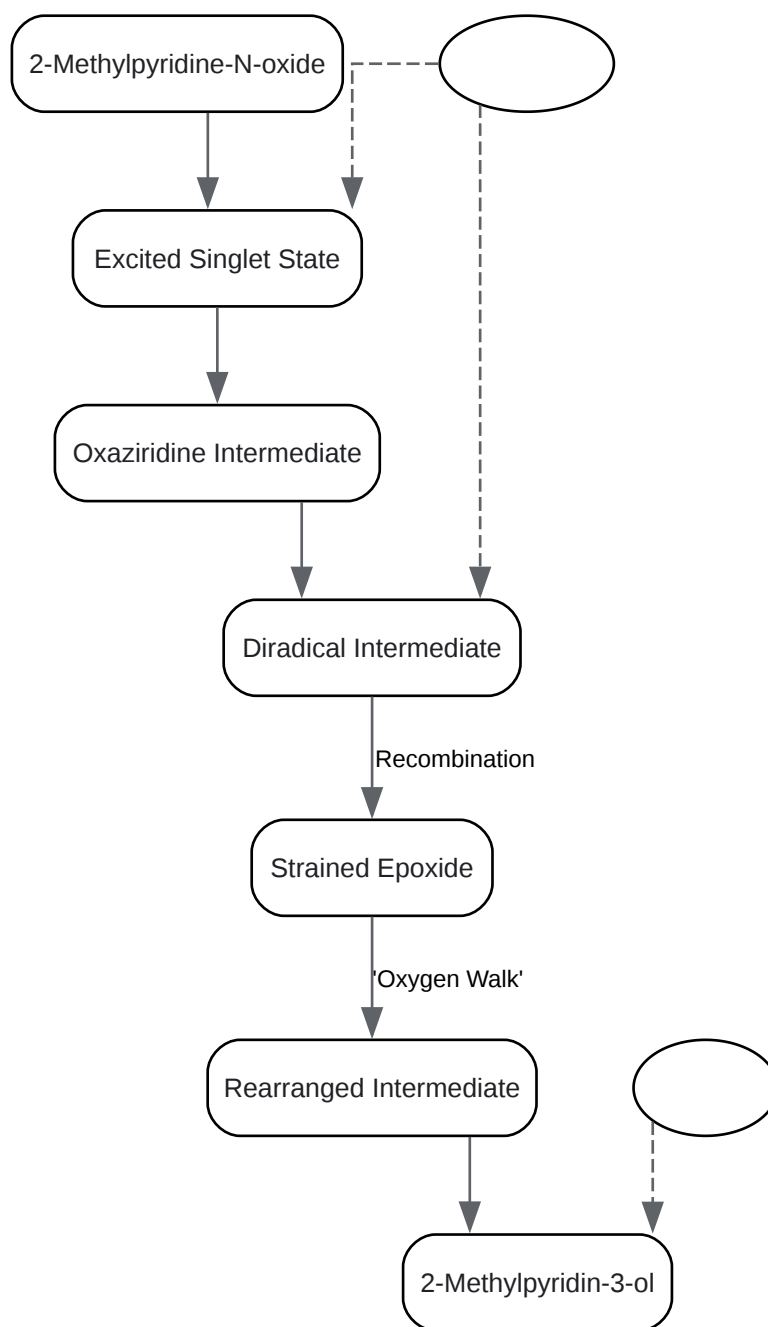 2-Methylpyridine-N-oxide
Excited Singlet State
Oxaziridine Intermediate
Diradical Intermediate
Recombination
Strained Epoxide
'Oxygen Walk'
Rearranged Intermediate
2-Methylpyridin-3-ol